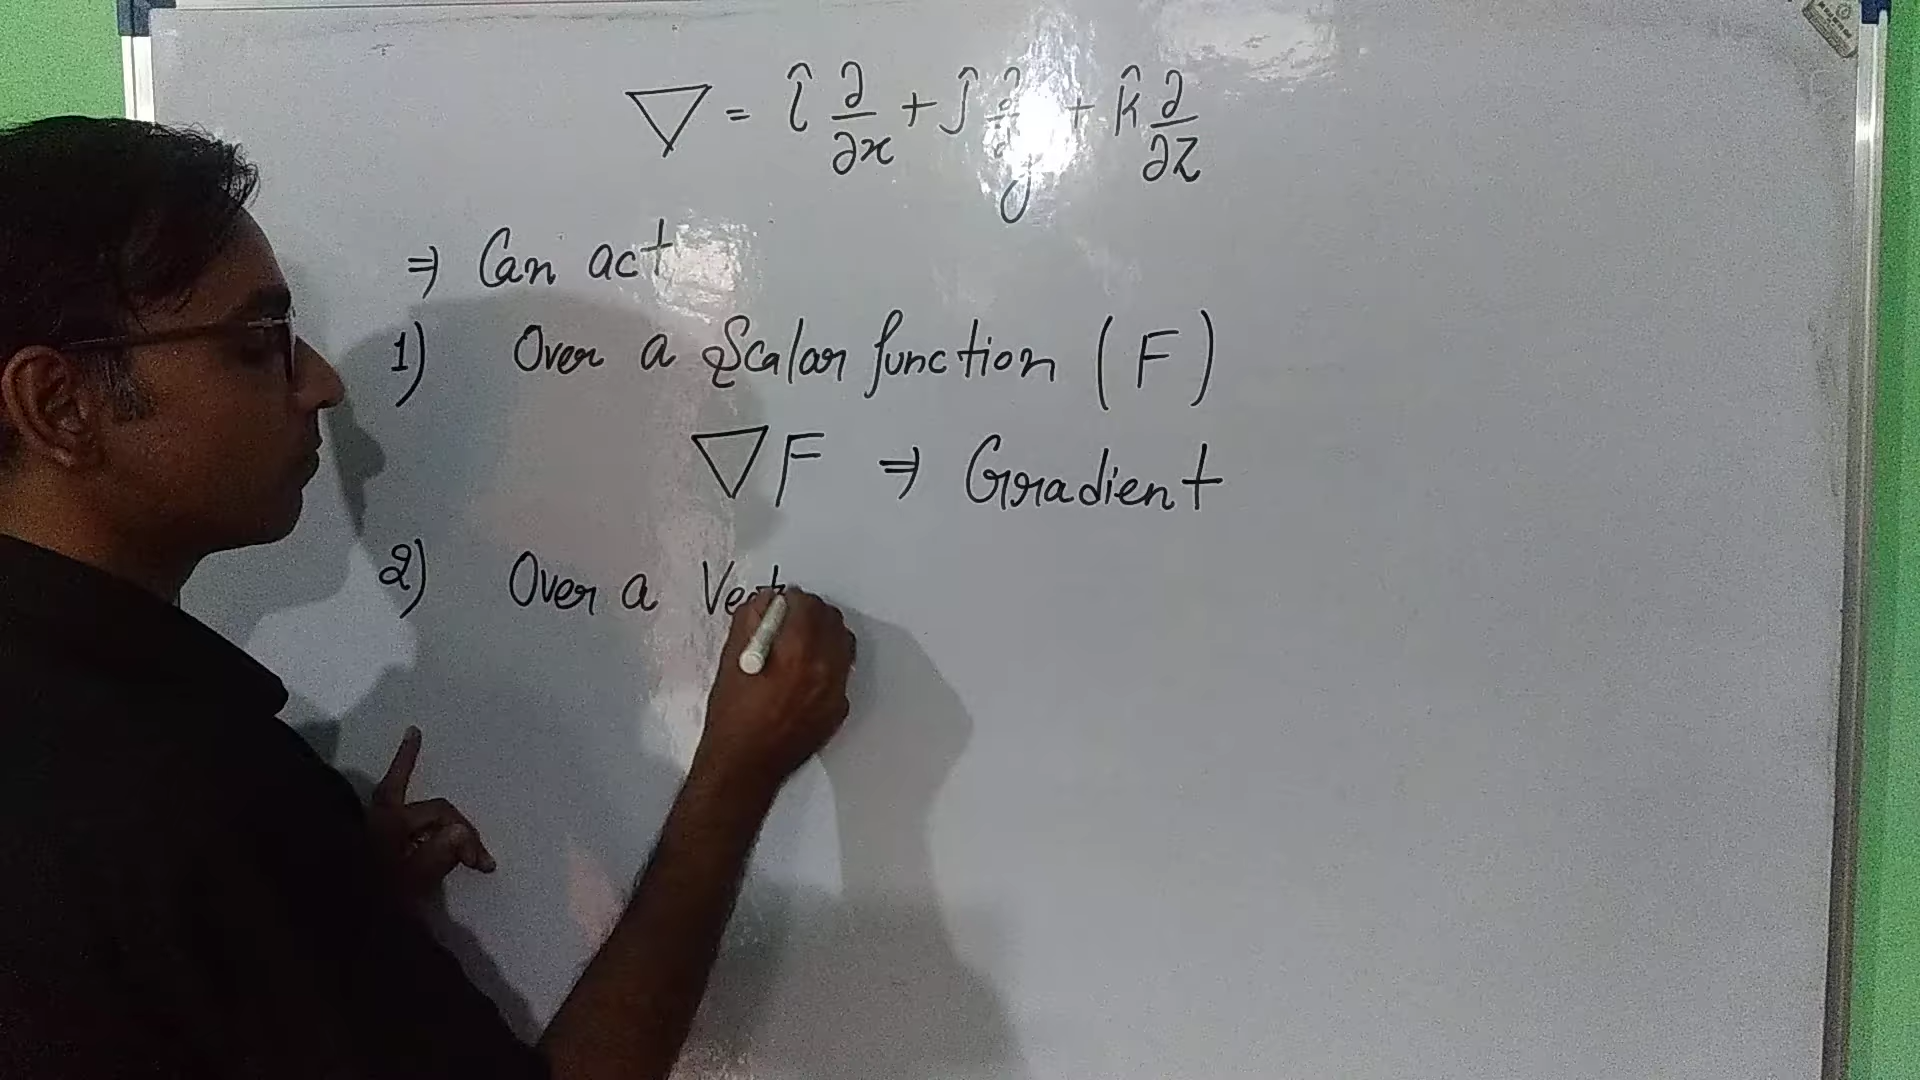 ▽ = î ∂/∂x + ĵ ∂/∂y + k̂ ∂/∂z
⇒ Can act
1) Over a Scalar function (F)
▽F ⇒ Gradient
2) Over a Vect